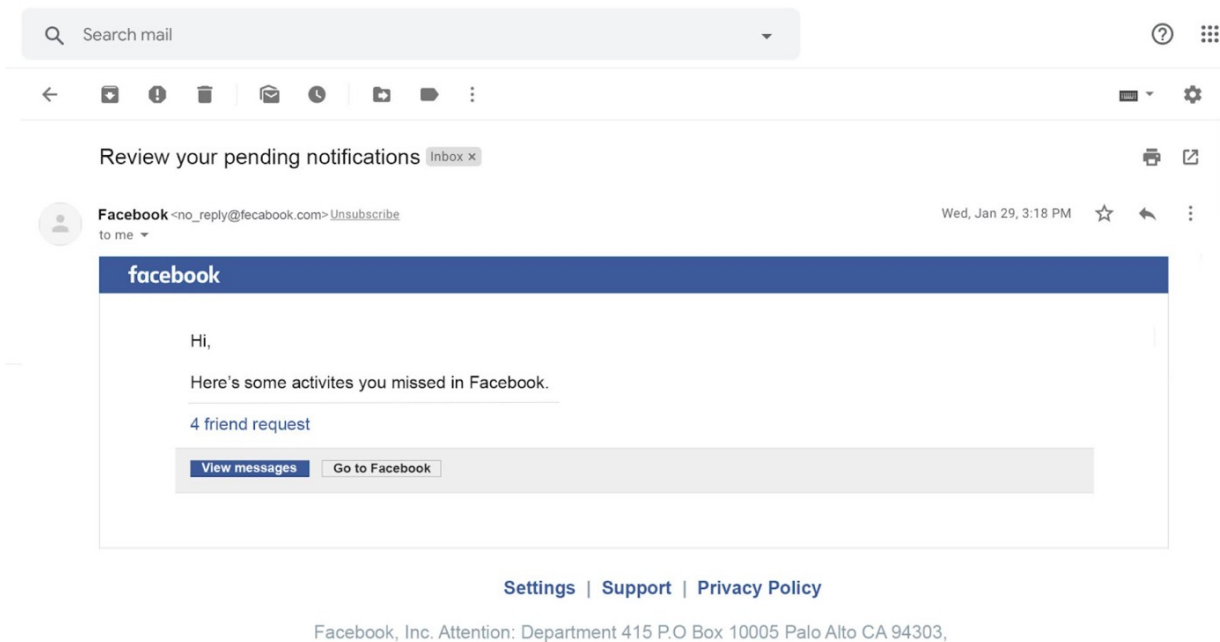 Search mail
Review your pending notifications Inbox ×
Facebook <no_reply@fecabook.com> Unsubscribe Wed, Jan 29, 3:18 PM
to me
facebook
Hi,
Here's some activites you missed in Facebook.
4 friend request
View messages Go to Facebook
Settings | Support | Privacy Policy
Facebook, Inc. Attention: Department 415 P.O Box 10005 Palo Alto CA 94303,